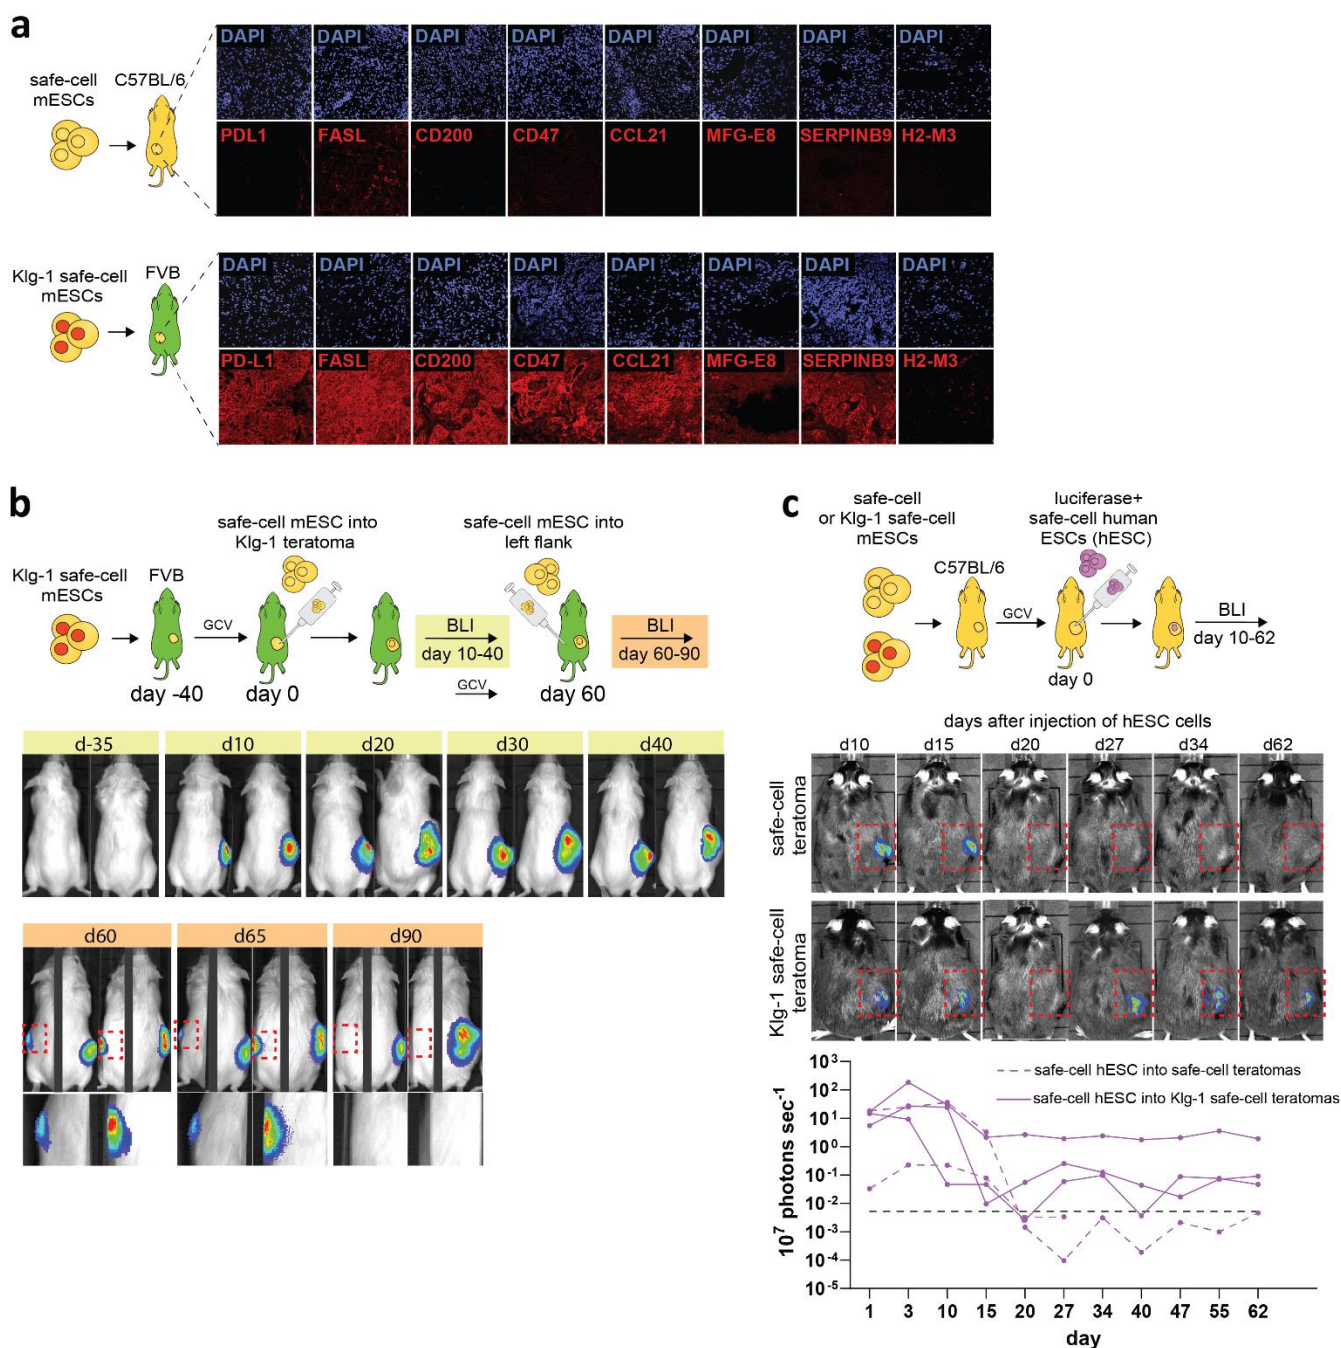 a
safe-cell
mESCs
C57BL/6
DAPI DAPI DAPI DAPI DAPI DAPI DAPI DAPI
PDL1 FASL CD200 CD47 CCL21 MFG-E8 SERPINB9 H2-M3
Klg-1 safe-cell
mESCs
FVB
DAPI DAPI DAPI DAPI DAPI DAPI DAPI DAPI
PD-L1 FASL CD200 CD47 CCL21 MFG-E8 SERPINB9 H2-M3
b
safe-cell mESC into
Klg-1 teratoma
safe-cell mESC into
left flank
Klg-1 safe-cell
mESCs
FVB
GCV
BLI
day 10-40
BLI
day 60-90
GCV
day -40
day 0
day 60
d-35 d10 d20 d30 d40
d60 d65 d90
c
safe-cell
or Klg-1 safe-cell
mESCs
luciferase+
safe-cell human
ESCs (hESC)
C57BL/6
GCV
BLI
day 10-62
day 0
days after injection of hESC cells
d10 d15 d20 d27 d34 d62
safe-cell
teratoma
Klg-1 safe-cell
teratoma
safe-cell hESC into safe-cell teratomas
safe-cell hESC into Klg-1 safe-cell teratomas
10³
10²
10¹
10⁰
10⁻¹
10⁻²
10⁻³
10⁻⁴
10⁻⁵
10⁷ photons sec⁻¹
1 3 10 15 20 27 34 40 47 55 62
day